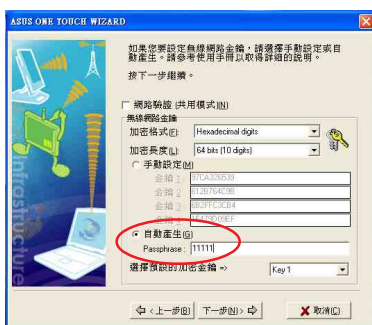 ASUS ONE TOUCH WIZARD
如果您要設定無線網路金鑰，請選擇手動設定或自
動產生。請參考使用手冊以取得詳細的說明。
按下一步繼續。
網路驗證 (共用模式)(N)
無線網路金鑰
加密格式(F): Hexadecimal digits
加密長度(L): 64 bits (10 digits)
手動設定(M)
金鑰 1: 97CA326539
金鑰 2: 612B764C9B
金鑰 3: 6B2FFC3CB4
金鑰 4:
自動產生(G)
Passphrase : 11111
選擇預設的加密金鑰 => Key 1
< 上一步(B) 下一步(N) > 取消(C)
Infrastructure